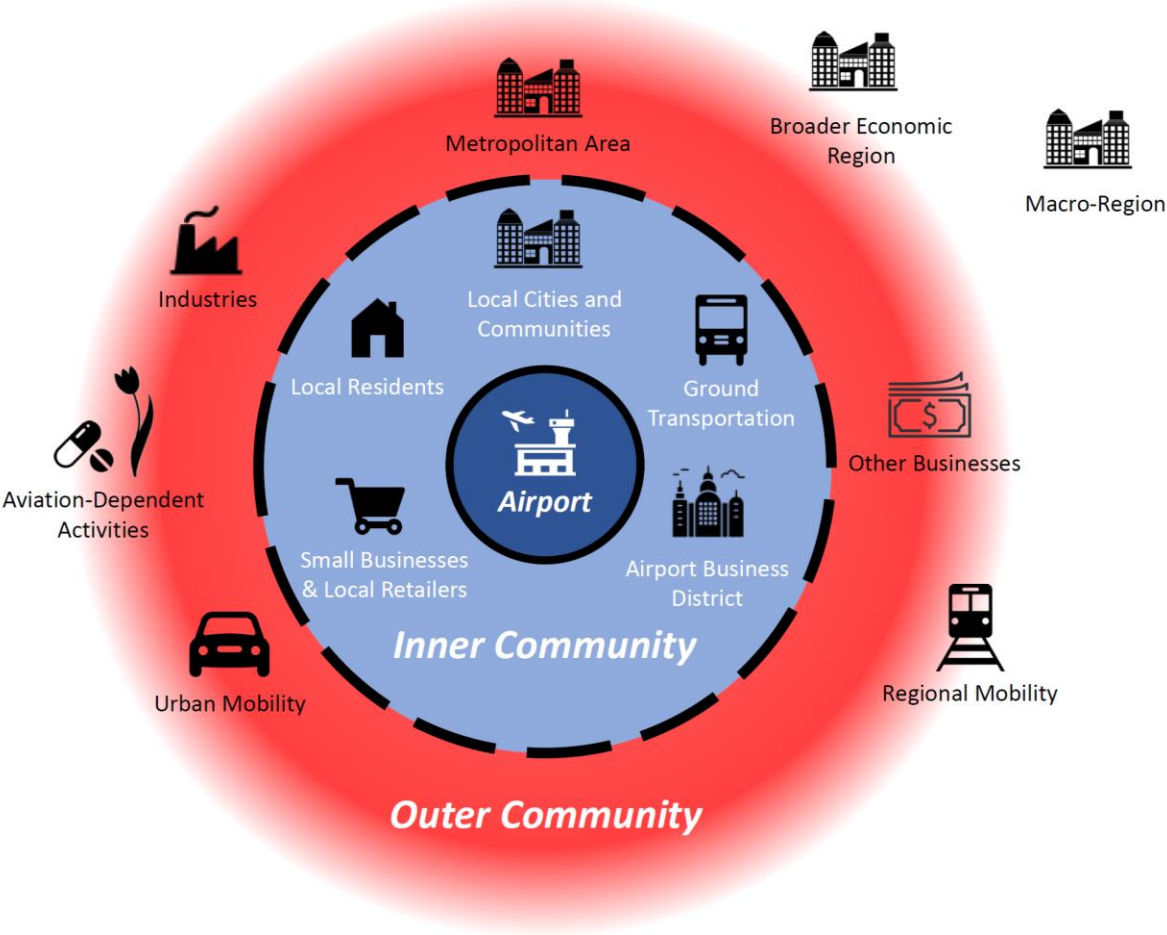 Metropolitan Area
Broader Economic
Region
Macro-Region
Industries
Local Cities and
Communities
Local Residents
Ground
Transportation
Airport
Other Businesses
Aviation-Dependent
Activities
Small Businesses
& Local Retailers
Airport Business
District
Inner Community
Urban Mobility
Regional Mobility
Outer Community
$